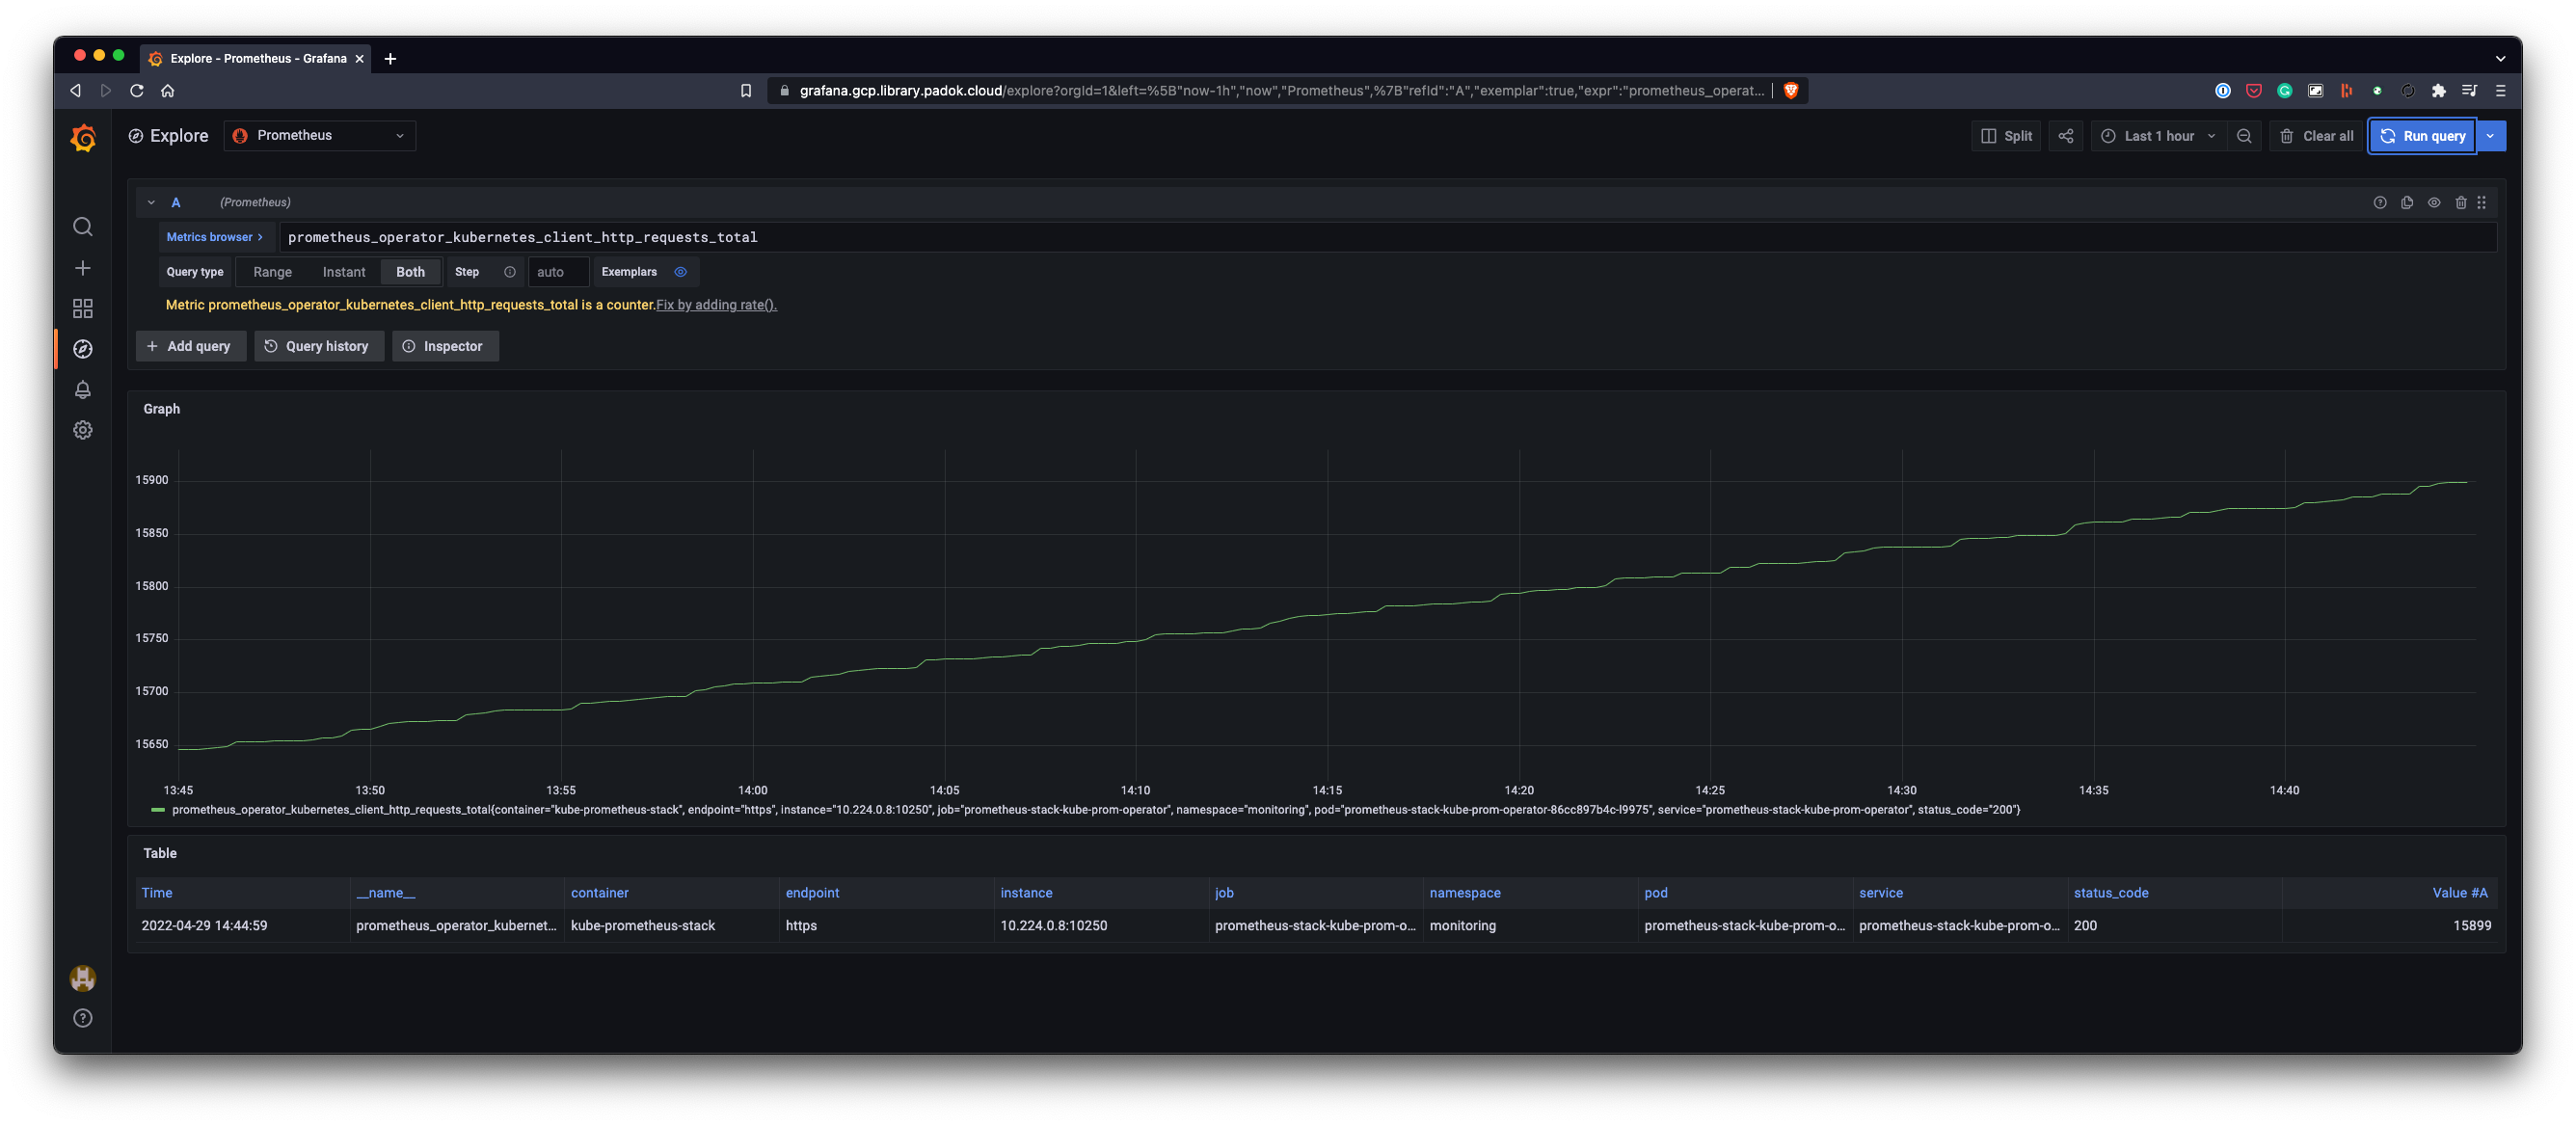 Explore - Prometheus - Grafana
grafana.gcp.library.padok.cloud/explore?orgId=1&left=%5B"now-1h","now","Prometheus",%7B"refId":"A","exemplar":true,"expr":"prometheus_operat...
Explore Prometheus Split Last 1 hour Clear all Run query
A (Prometheus)
Metrics browser > prometheus_operator_kubernetes_client_http_requests_total
Query type Range Instant Both Step auto Exemplars
Metric prometheus_operator_kubernetes_client_http_requests_total is a counter. Fix by adding rate().
+ Add query Query history Inspector
Graph
15900
15850
15800
15750
15700
15650
13:45 13:50 13:55 14:00 14:05 14:10 14:15 14:20 14:25 14:30 14:35 14:40
prometheus_operator_kubernetes_client_http_requests_total{container="kube-prometheus-stack", endpoint="https", instance="10.224.0.8:10250", job="prometheus-stack-kube-prom-operator", namespace="monitoring", pod="prometheus-stack-kube-prom-operator-86cc897b4c-l9975", service="prometheus-stack-kube-prom-operator", status_code="200"}
Table
Time __name__ container endpoint instance job namespace pod service status_code Value #A
2022-04-29 14:44:59 prometheus_operator_kubernet... kube-prometheus-stack https 10.224.0.8:10250 prometheus-stack-kube-prom-o... monitoring prometheus-stack-kube-prom-o... prometheus-stack-kube-prom-o... 200 15899